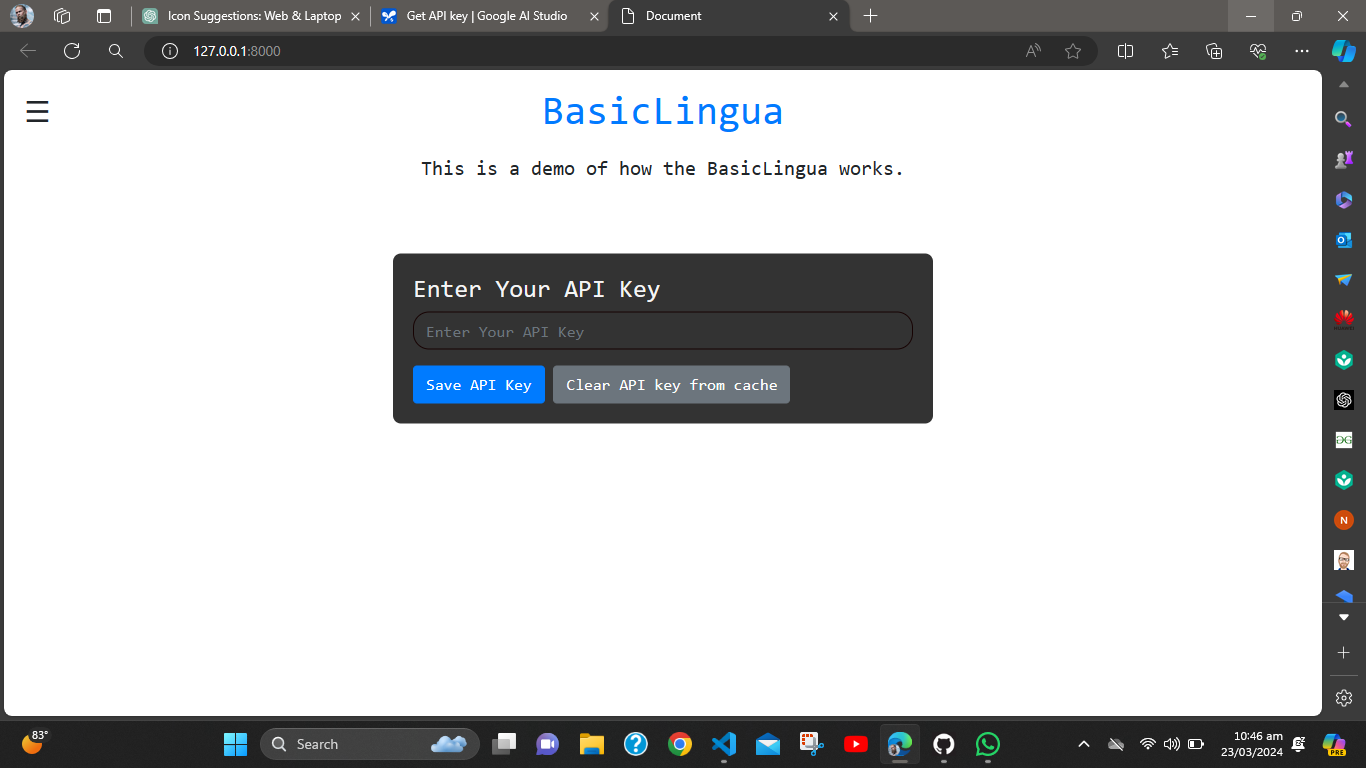 Icon Suggestions: Web & Laptop
Get API key | Google AI Studio
Document
127.0.0.1:8000
BasicLingua
This is a demo of how the BasicLingua works.
Enter Your API Key
Enter Your API Key
Save API Key
Clear API key from cache
N
83°
Search
10:46 am
23/03/2024
PRE